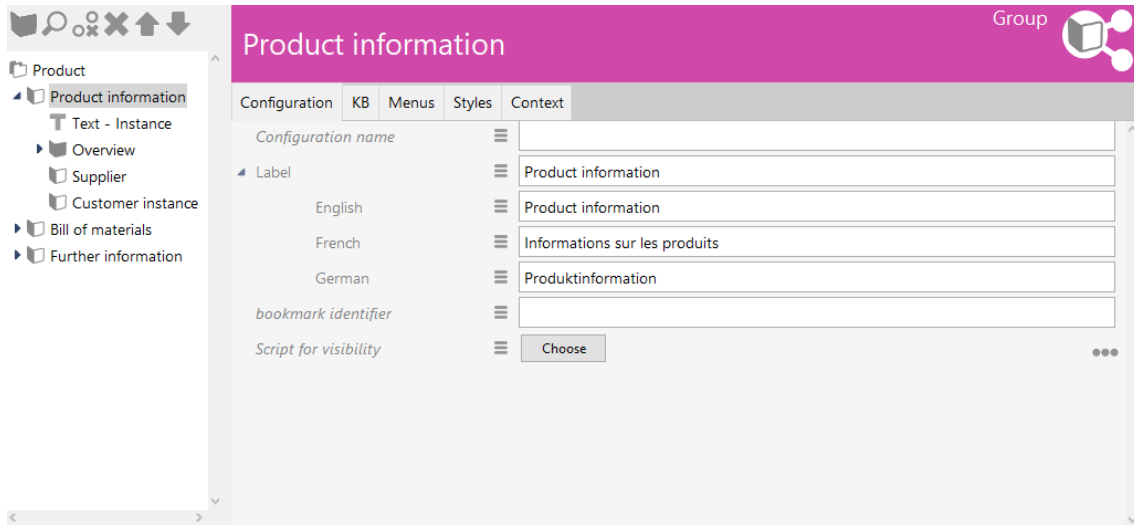 Product
Product information
Text - Instance
Overview
Supplier
Customer instance
Bill of materials
Further information
Product information
Group
Configuration KB Menus Styles Context
Configuration name
Label Product information
English Product information
French Informations sur les produits
German Produktinformation
bookmark identifier
Script for visibility Choose